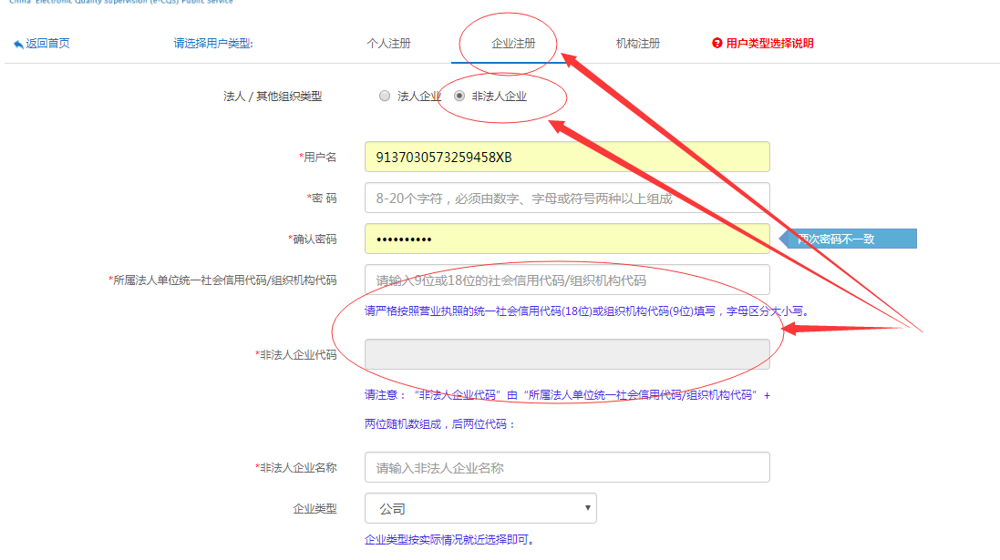 China Electronic Quality Supervision (e-CQS) Public Service
返回首页 请选择用户类型: 个人注册 企业注册 机构注册 用户类型选择说明
法人 / 其他组织类型 法人企业 非法人企业
*用户名 9137030573259458XB
*密 码 8-20个字符，必须由数字、字母或符号两种以上组成
*确认密码 •••••••••• 两次密码不一致
*所属法人单位统一社会信用代码/组织机构代码 请输入9位或18位的社会信用代码/组织机构代码
请严格按照营业执照的统一社会信用代码(18位)或组织机构代码(9位)填写，字母区分大小写。
*非法人企业代码
请注意：“非法人企业代码”由“所属法人单位统一社会信用代码/组织机构代码”+
两位随机数组成，后两位代码：
*非法人企业名称 请输入非法人企业名称
企业类型 公司
企业类型按实际情况就近选择即可。